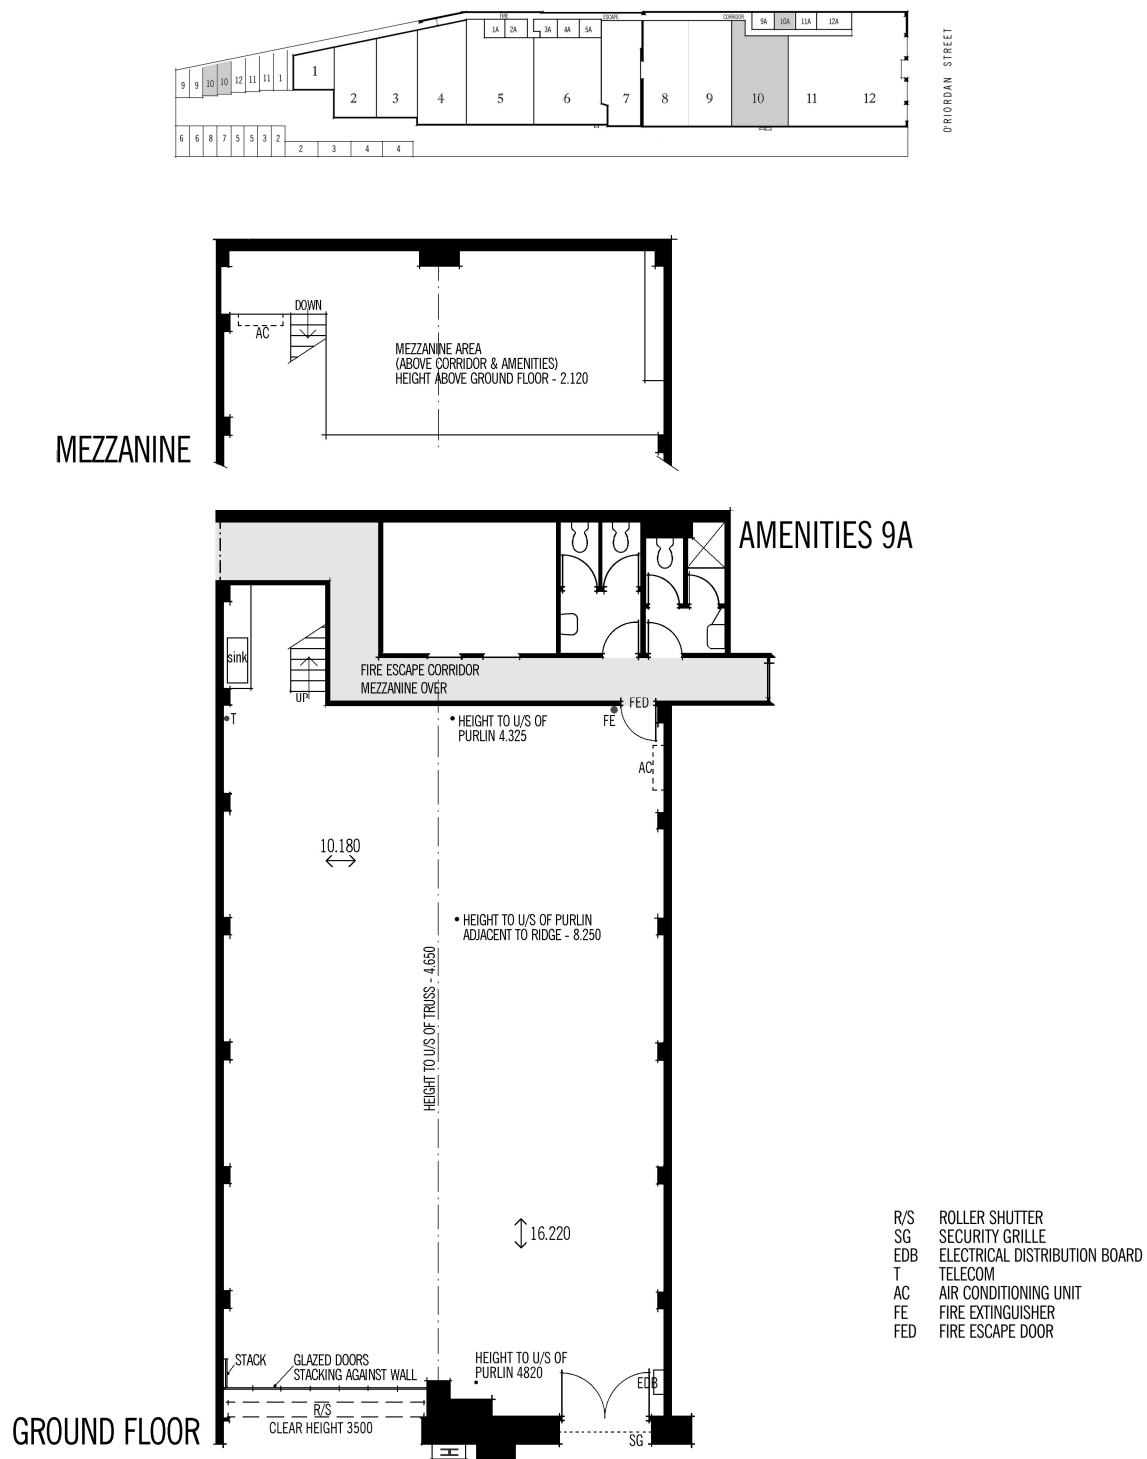 FIRE ESCAPE CORRIDOR
1A 2A 3A 4A 5A 9A 10A 11A 12A
9 9 10 10 12 11 11 1
1 2 3 4 5 6 7 8 9 10 11 12
6 6 8 7 5 5 3 2
2 3 4 4
O'RIORDAN STREET
DOWN
AC
MEZZANINE AREA
(ABOVE CORRIDOR & AMENITIES)
HEIGHT ABOVE GROUND FLOOR - 2.120
MEZZANINE
AMENITIES 9A
sink
UP
FIRE ESCAPE CORRIDOR
MEZZANINE OVER
FED
T
HEIGHT TO U/S OF
PURLIN 4.325
FE
AC
10.180
HEIGHT TO U/S OF PURLIN
ADJACENT TO RIDGE - 8.250
HEIGHT TO U/S OF TRUSS - 4.650
16.220
R/S ROLLER SHUTTER
SG SECURITY GRILLE
EDB ELECTRICAL DISTRIBUTION BOARD
T TELECOM
AC AIR CONDITIONING UNIT
FE FIRE EXTINGUISHER
FED FIRE ESCAPE DOOR
STACK
GLAZED DOORS
STACKING AGAINST WALL
HEIGHT TO U/S OF
PURLIN 4820
EDB
R/S
CLEAR HEIGHT 3500
SG
H
GROUND FLOOR